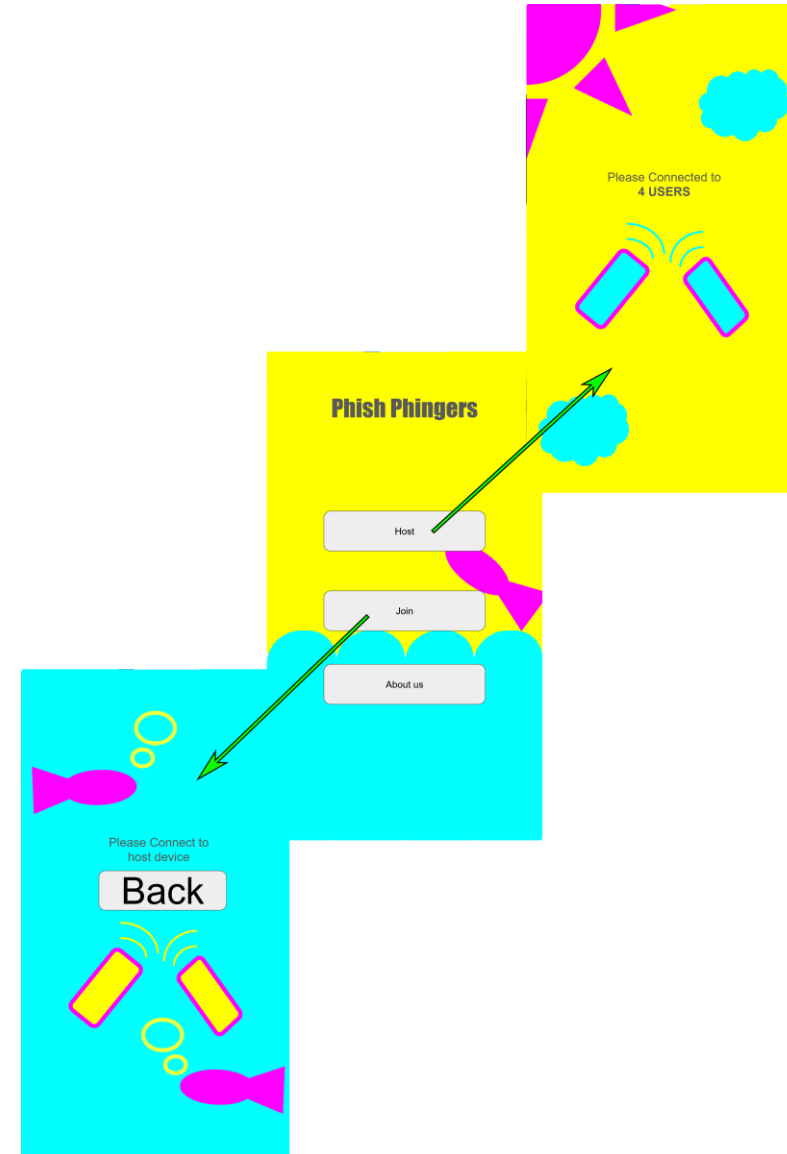 Please Connected to
4 USERS
Phish Phingers
Host
Join
About us
Please Connect to
host device
Back